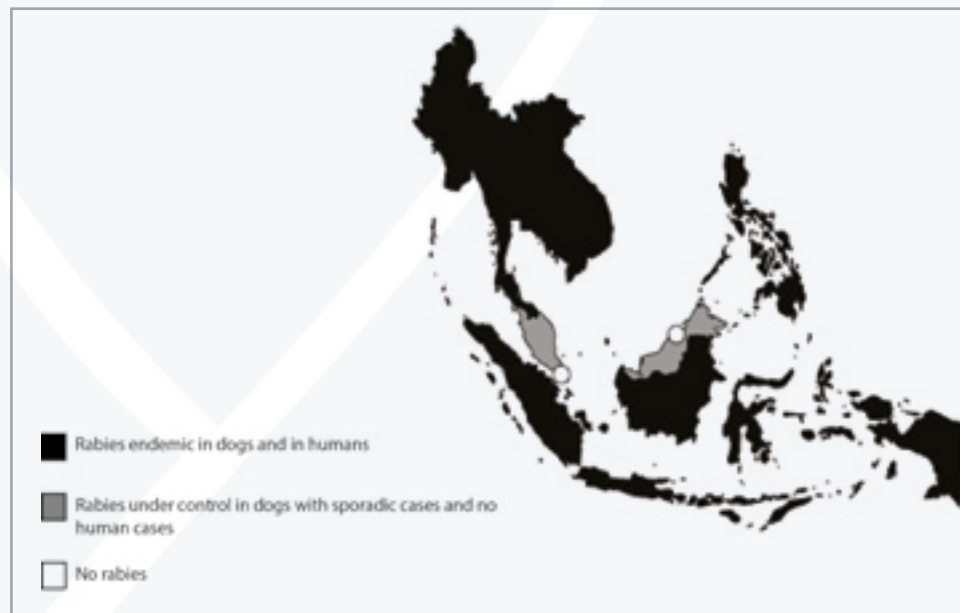 Rabies endemic in dogs and in humans
Rabies under control in dogs with sporadic cases and no
human cases
No rabies